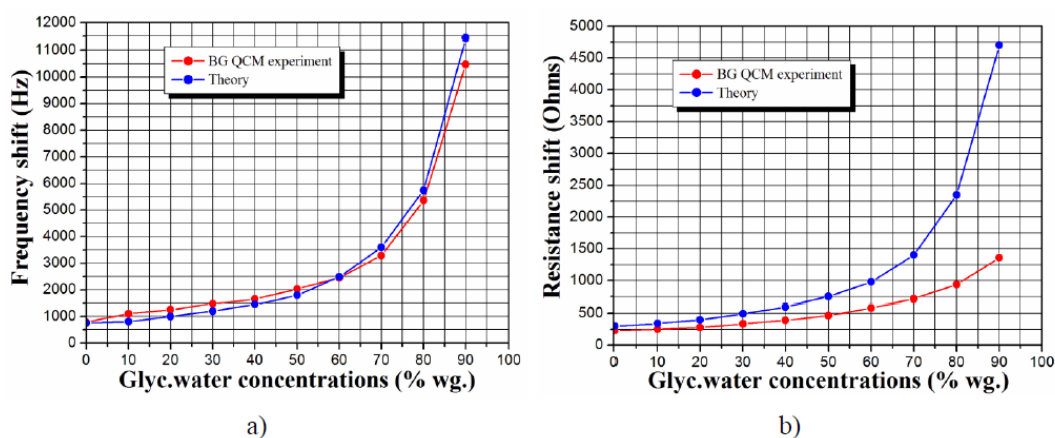 12000
11000
10000
9000
8000
7000
6000
5000
4000
3000
2000
1000
0
Frequency shift (Hz)
BG QCM experiment
Theory
0 10 20 30 40 50 60 70 80 90 100
Glyc.water concentrations (% wg.)
a)
5000
4500
4000
3500
3000
2500
2000
1500
1000
500
0
Resistance shift (Ohms)
BG QCM experiment
Theory
0 10 20 30 40 50 60 70 80 90 100
Glyc.water concentrations (% wg.)
b)